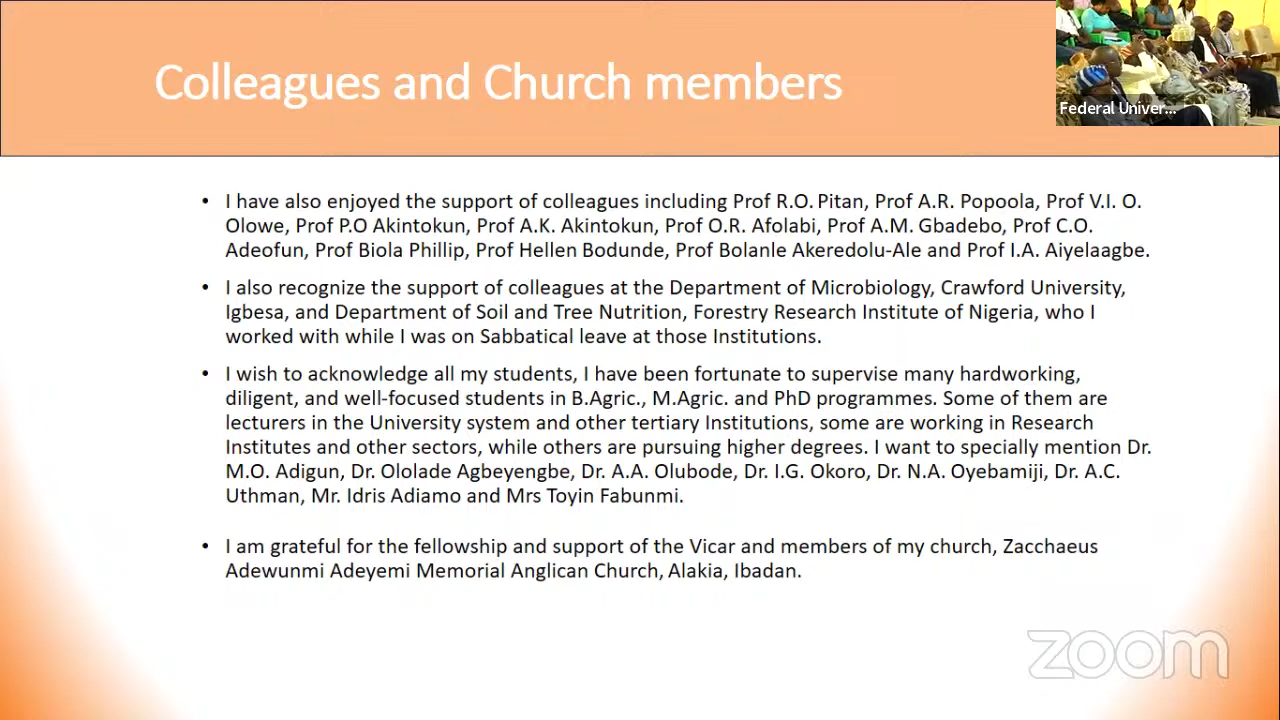 Colleagues and Church members
Federal Univer...
• I have also enjoyed the support of colleagues including Prof R.O. Pitan, Prof A.R. Popoola, Prof V.I. O.
Olowe, Prof P.O Akintokun, Prof A.K. Akintokun, Prof O.R. Afolabi, Prof A.M. Gbadebo, Prof C.O.
Adeofun, Prof Biola Phillip, Prof Hellen Bodunde, Prof Bolanle Akeredolu-Ale and Prof I.A. Aiyelaagbe.
• I also recognize the support of colleagues at the Department of Microbiology, Crawford University,
Igbesa, and Department of Soil and Tree Nutrition, Forestry Research Institute of Nigeria, who I
worked with while I was on Sabbatical leave at those Institutions.
• I wish to acknowledge all my students, I have been fortunate to supervise many hardworking,
diligent, and well-focused students in B.Agric., M.Agric. and PhD programmes. Some of them are
lecturers in the University system and other tertiary Institutions, some are working in Research
Institutes and other sectors, while others are pursuing higher degrees. I want to specially mention Dr.
M.O. Adigun, Dr. Ololade Agbeyengbe, Dr. A.A. Olubode, Dr. I.G. Okoro, Dr. N.A. Oyebamiji, Dr. A.C.
Uthman, Mr. Idris Adiamo and Mrs Toyin Fabunmi.
• I am grateful for the fellowship and support of the Vicar and members of my church, Zacchaeus
Adewunmi Adeyemi Memorial Anglican Church, Alakia, Ibadan.
zoom